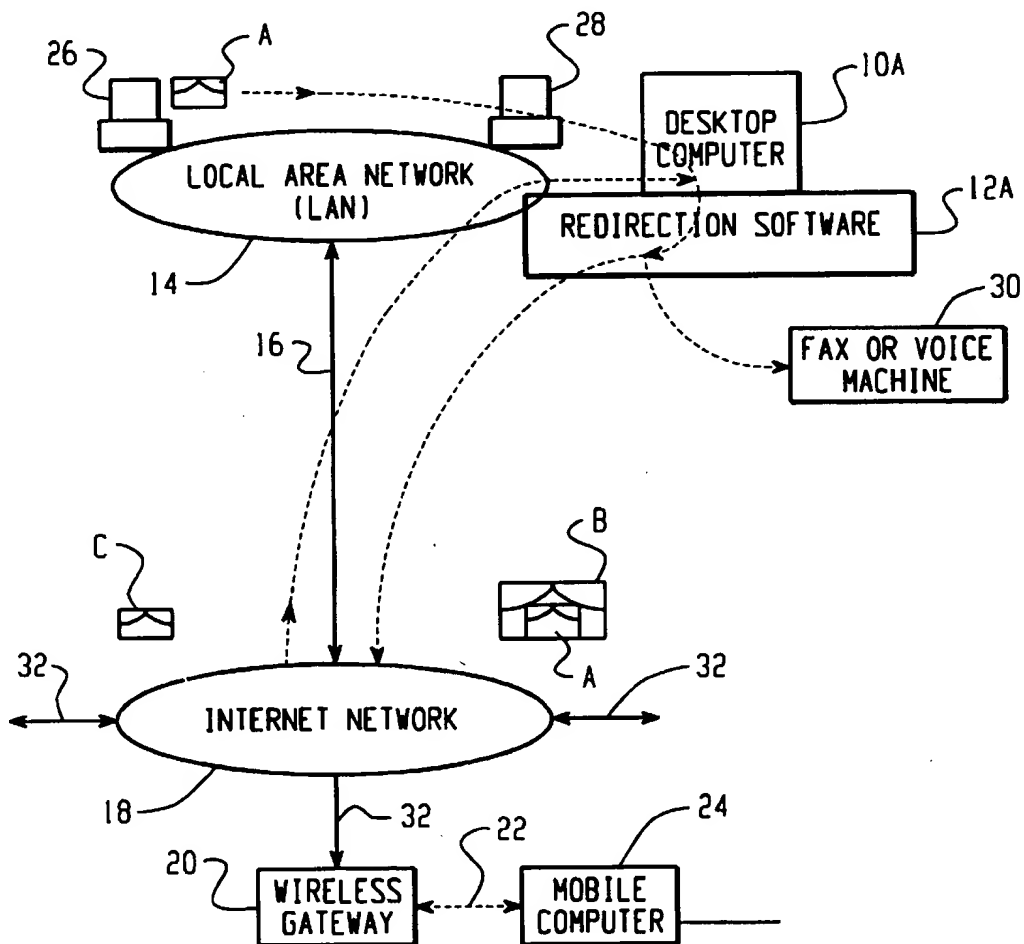 26
A
28
10A
DESKTOP
COMPUTER
LOCAL AREA NETWORK
(LAN)
12A
REDIRECTION SOFTWARE
14
30
16
FAX OR VOICE
MACHINE
C
B
A
32
32
INTERNET NETWORK
18
32
24
22
20
WIRELESS
GATEWAY
MOBILE
COMPUTER